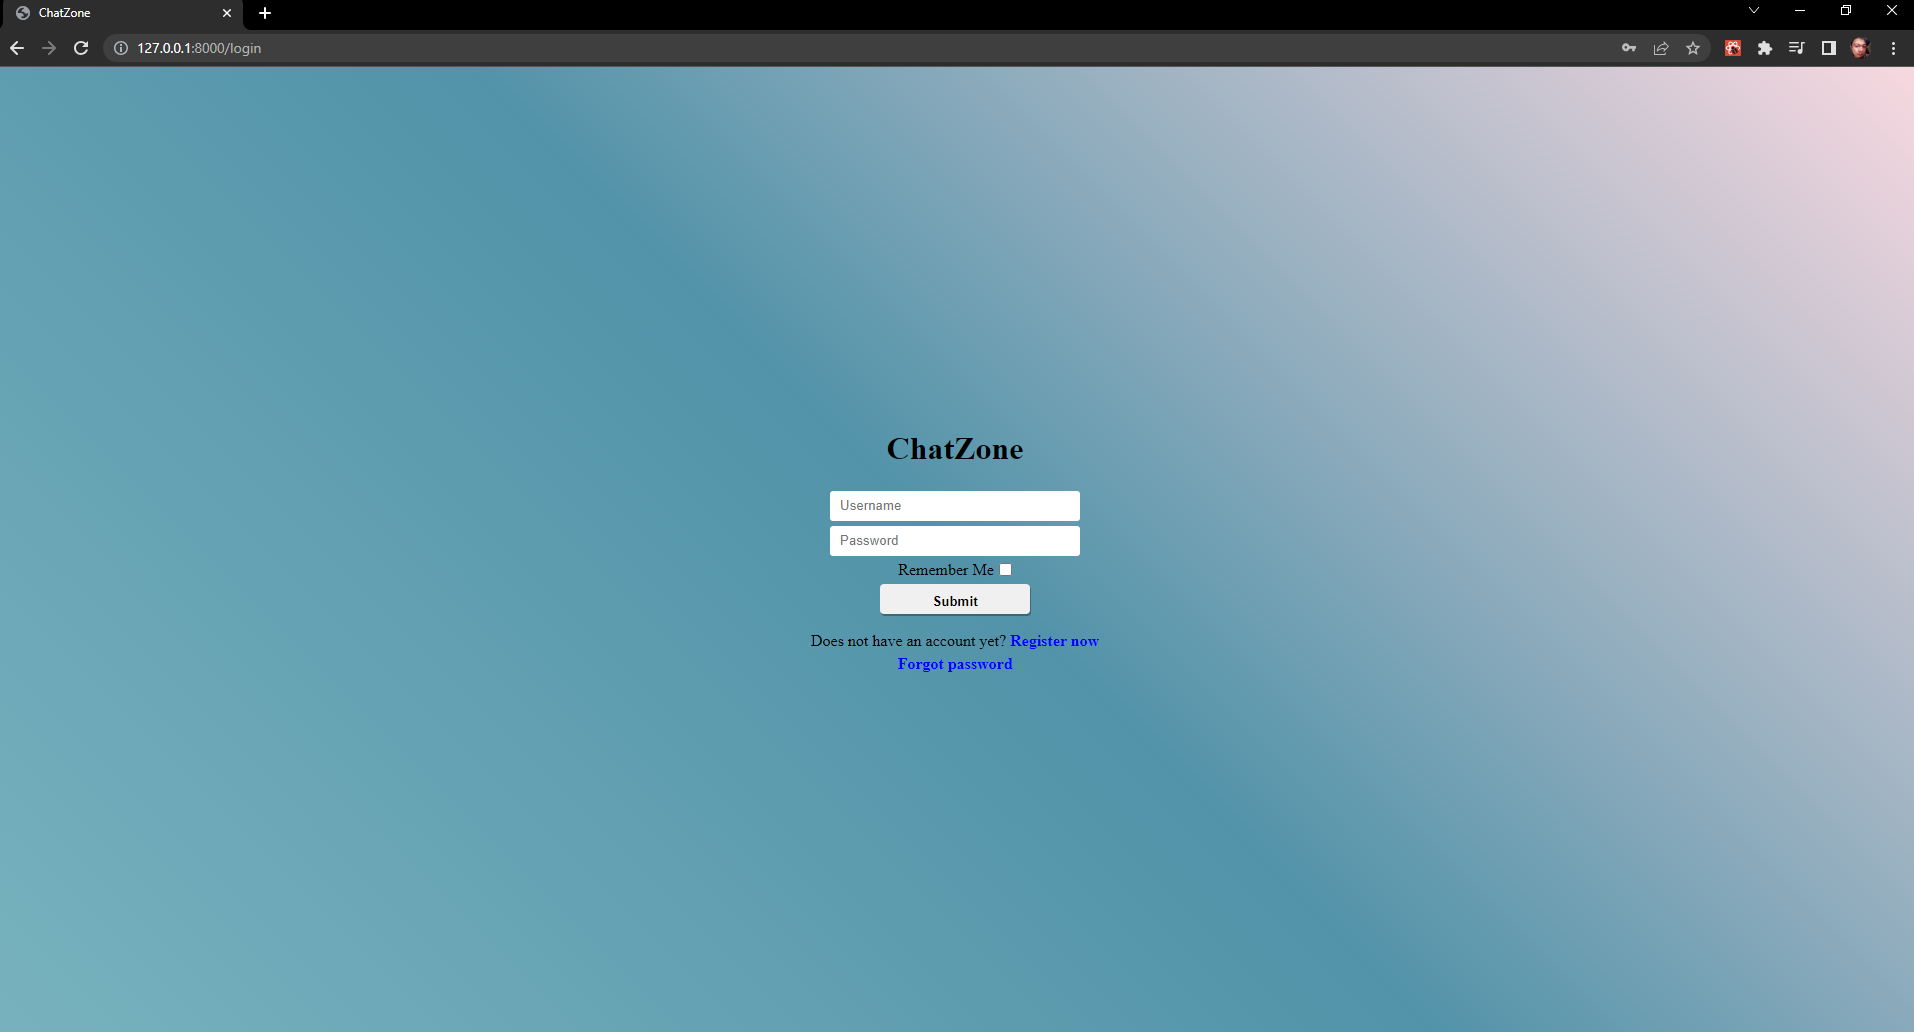 ChatZone
127.0.0.1:8000/login
ChatZone
Username
Password
Remember Me
Submit
Does not have an account yet? Register now
Forgot password